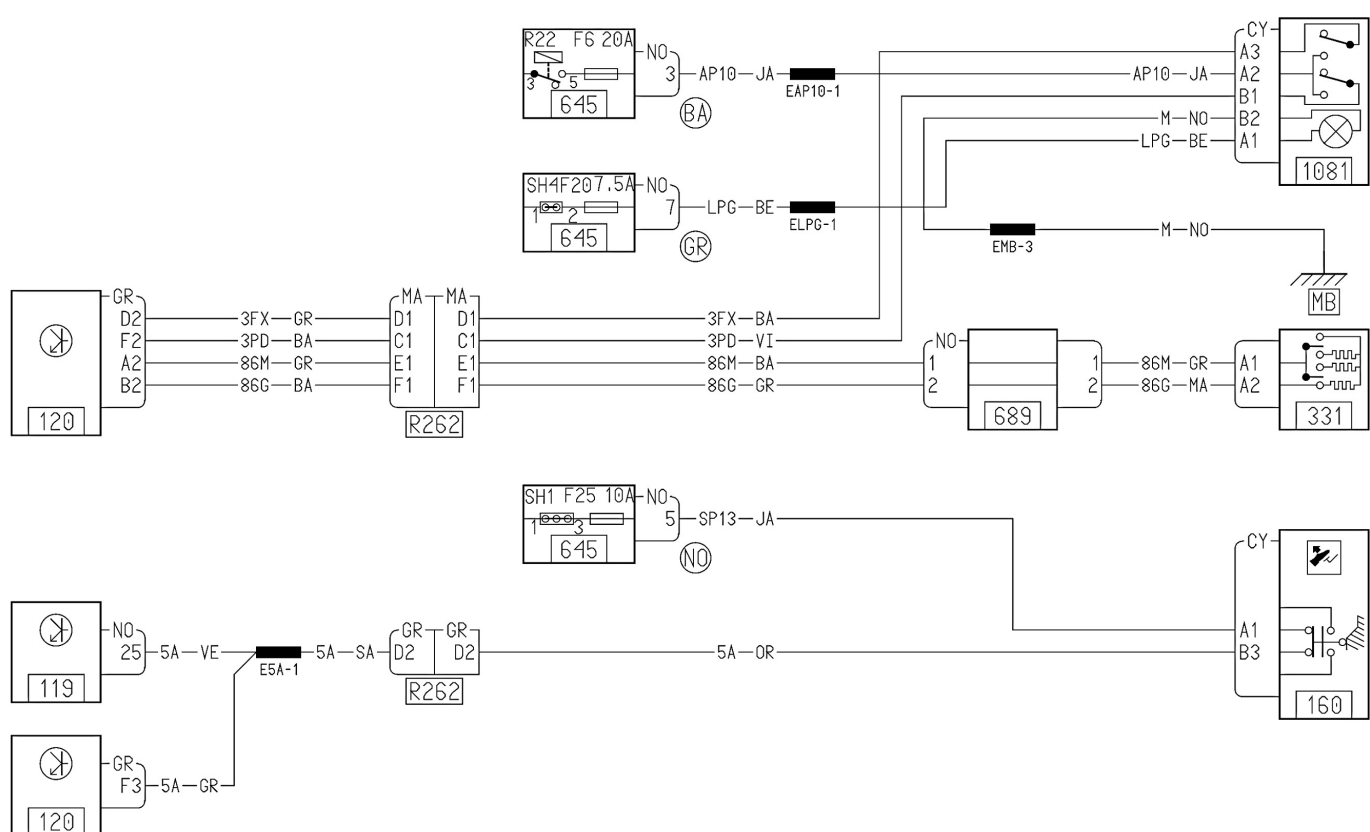 R22 F6 20A NO
3 5 3 AP10 JA EAP10-1 AP10 JA
645
BA
CY
A3
A2
B1
M NO B2
LPG BE A1
1081
SH4F20 7.5A NO
1 2 7 LPG BE ELPG-1
645
GR
EMB-3 M NO
MB
GR MA MA
D2 3FX GR D1 D1 3FX BA
F2 3PD BA C1 C1 3PD VI
A2 86M GR E1 E1 86M BA
B2 86G BA F1 F1 86G GR
120
R262
NO
1 1 86M GR A1
2 2 86G MA A2
689
331
SH1 F25 10A NO
1 3 5 SP13 JA
645
NO
CY
A1
B3
160
NO GR GR
25 5A VE E5A-1 5A SA D2 D2 5A OR
119
R262
GR
F3 5A GR
120